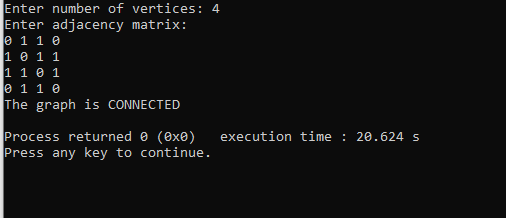 Enter number of vertices: 4
Enter adjacency matrix:
0 1 1 0
1 0 1 1
1 1 0 1
0 1 1 0
The graph is CONNECTED
Process returned 0 (0x0)   execution time : 20.624 s
Press any key to continue.